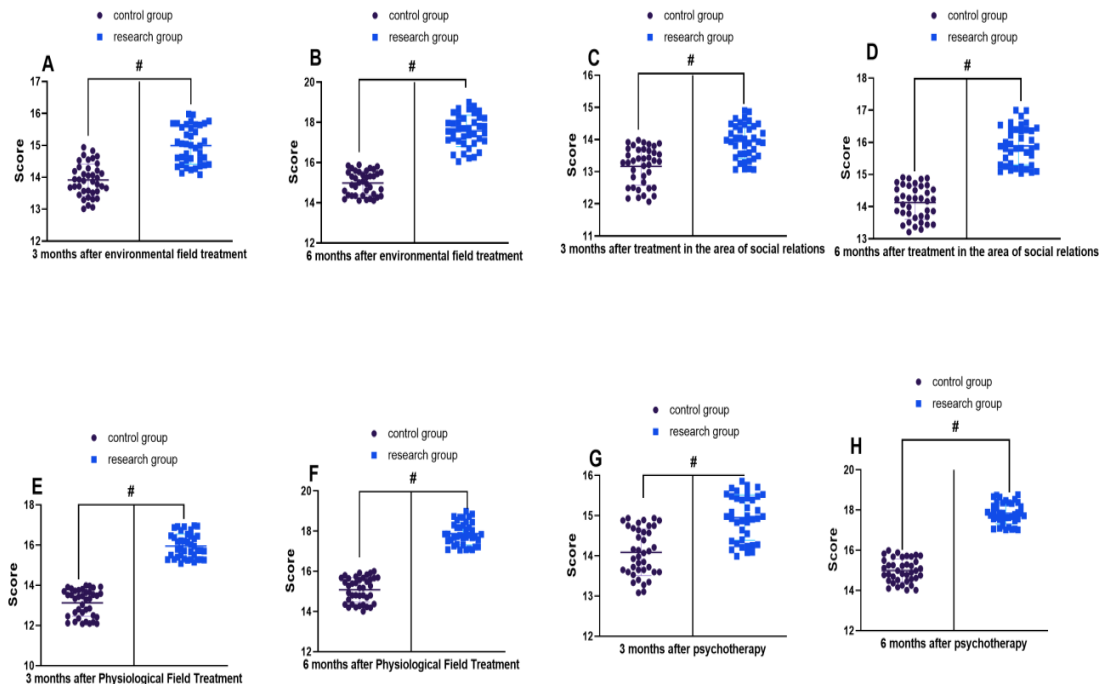 control group
research group
A
#
17
16
15
14
13
12
Score
3 months after environmental field treatment
control group
research group
B
#
20
18
16
14
12
Score
6 months after environmental field treatment
control group
research group
C
#
16
15
14
13
12
11
Score
3 months after treatment in the area of social relations
control group
research group
D
#
18
17
16
15
14
13
Score
6 months after treatment in the area of social relations
control group
research group
E
#
18
16
14
12
10
Score
3 months after Physiological Field Treatment
control group
research group
F
#
20
18
16
14
12
Score
6 months after Physiological Field Treatment
control group
research group
G
#
16
15
14
13
12
Score
3 months after psychotherapy
control group
research group
H
#
20
18
16
14
12
Score
6 months after psychotherapy